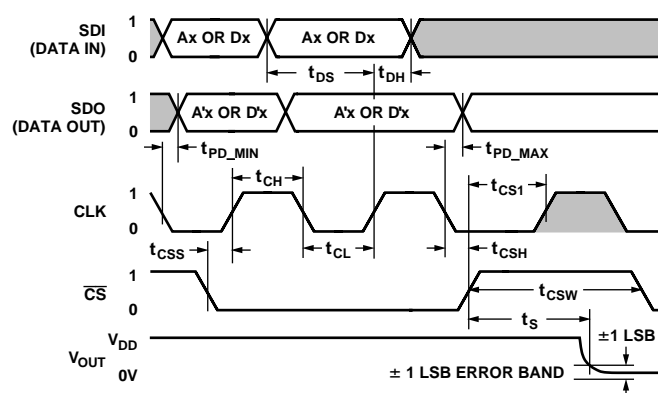 SDI
(DATA IN)
1
0
Ax OR Dx
Ax OR Dx
tDS
tDH
SDO
(DATA OUT)
1
0
A'x OR D'x
A'x OR D'x
tPD_MIN
tPD_MAX
tCH
tCS1
CLK
1
0
tCSS
tCL
tCSH
CS
1
0
tCSW
tS
VDD
VOUT
0V
±1 LSB
± 1 LSB ERROR BAND